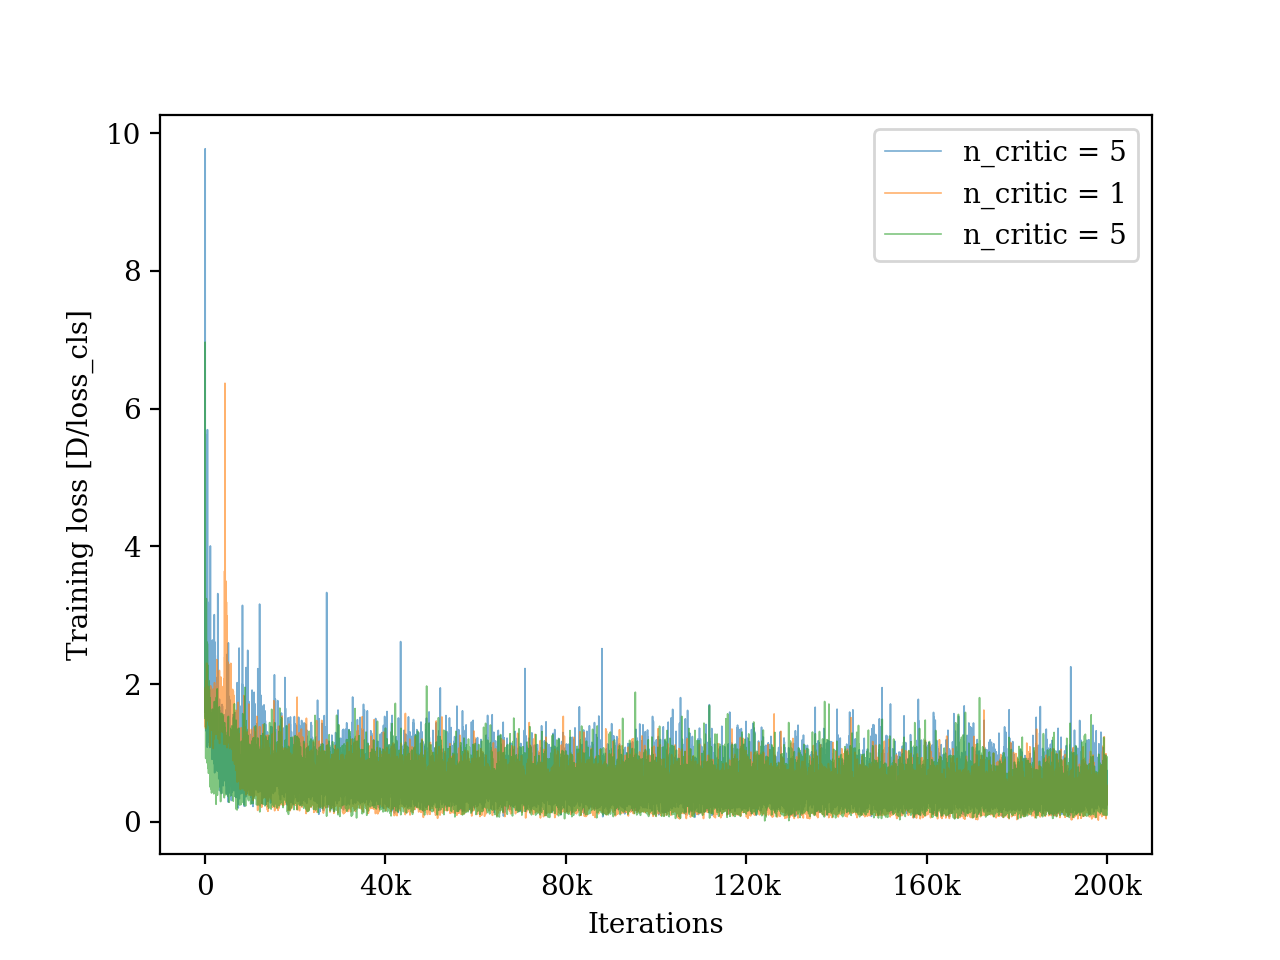 10
8
6
4
2
0
Training loss [D/loss_cls]
n_critic = 5
n_critic = 1
n_critic = 5
0
40k
80k
120k
160k
200k
Iterations